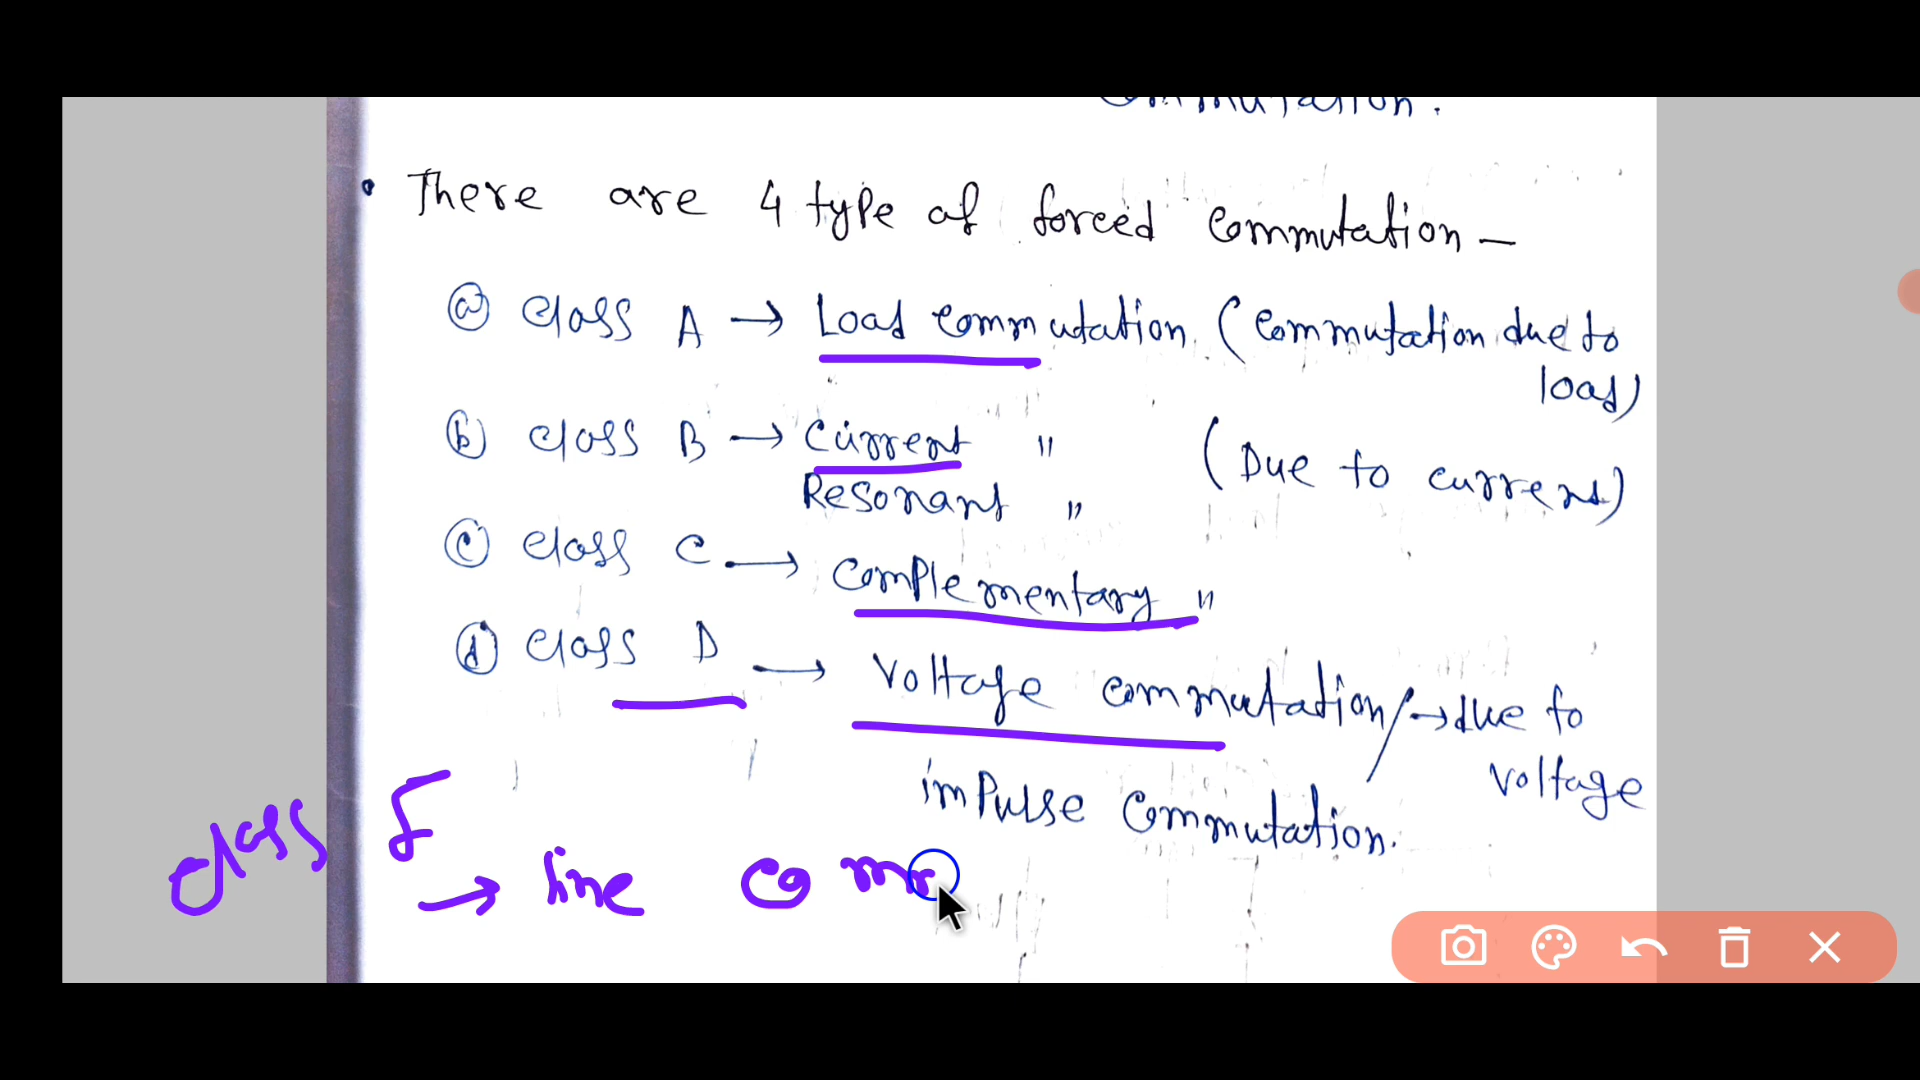 • There are 4 type of forced commutation –
(a) Class A → Load commutation (commutation due to load)
(b) Class B → Current " (Due to current)
Resonant "
(c) Class C → Complementary "
(d) Class D → Voltage commutation / → due to voltage
impulse commutation.
class F
→ line comm